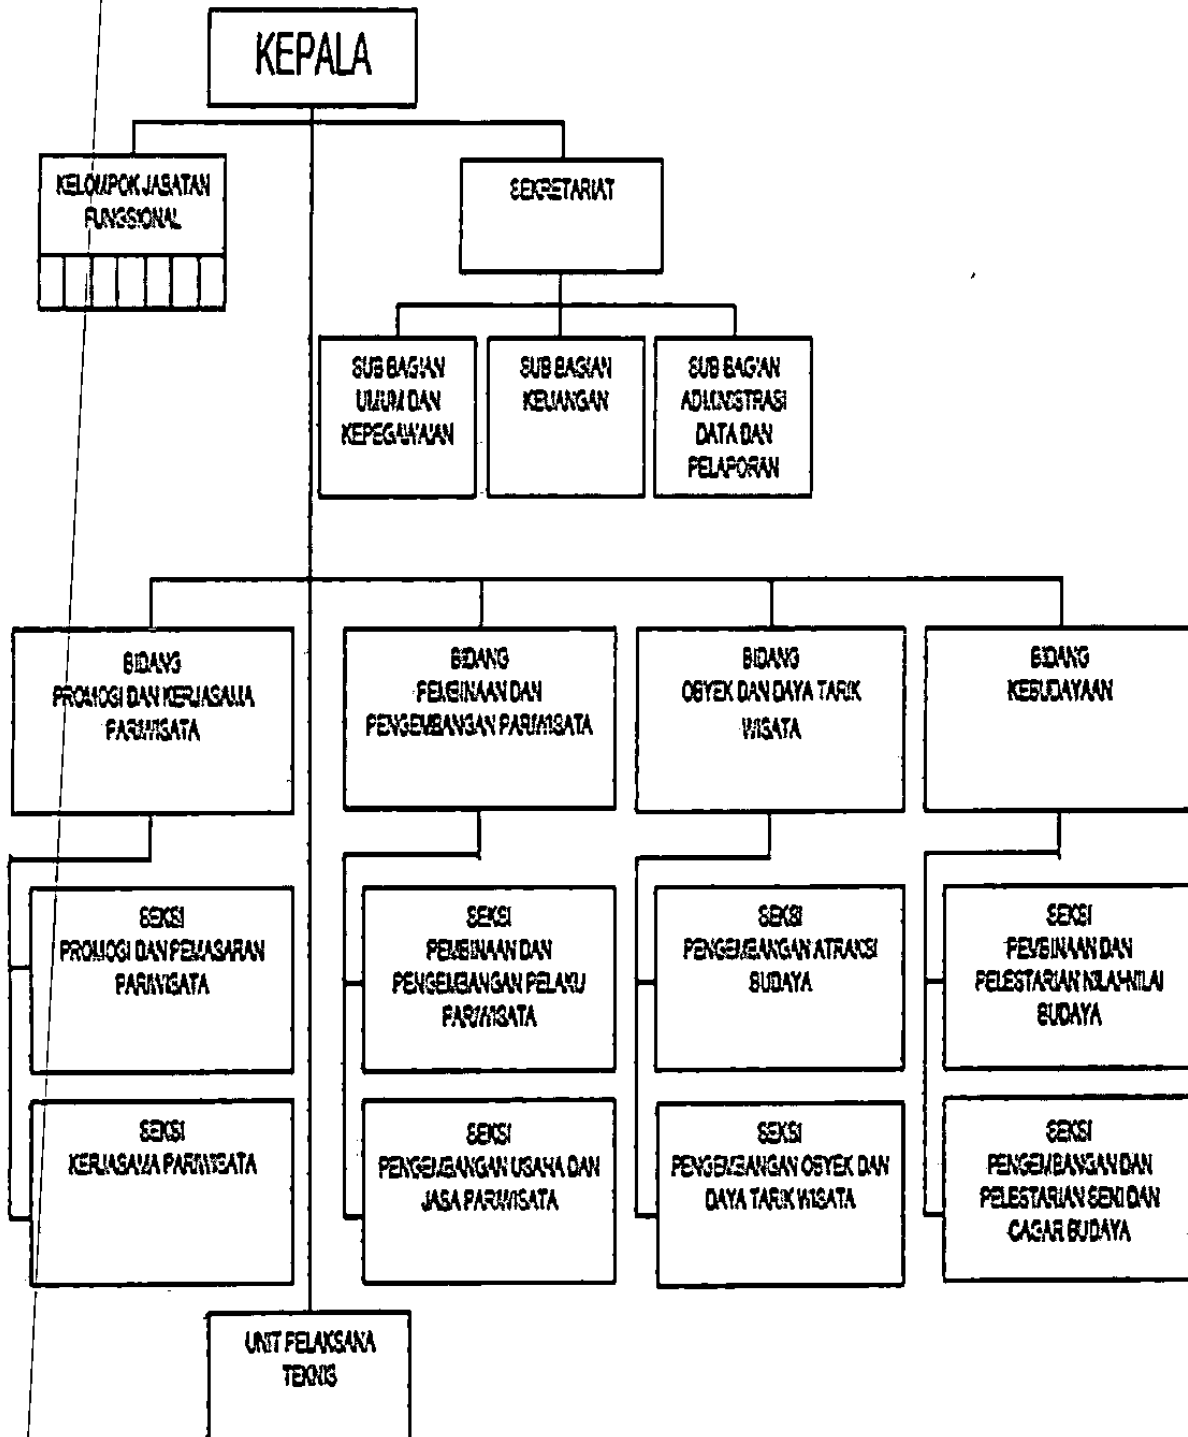 KEPALA
KELOMPOK JABATAN
FUNGSIONAL
SEKRETARIAT
SUB BAGIAN
UMUM DAN
KEPEGAWAIAN
SUB BAGIAN
KEUANGAN
SUB BAGIAN
ADMINISTRASI
DATA DAN
PELAPORAN
BIDANG
PROMOSI DAN KERJASAMA
PARIWISATA
BIDANG
PEMBINAAN DAN
PENGEMBANGAN PARIWISATA
BIDANG
OBYEK DAN DAYA TARIK
WISATA
BIDANG
KEBUDAYAAN
SEKSI
PROMOSI DAN PEMASARAN
PARIWISATA
SEKSI
PEMBINAAN DAN
PENGEMBANGAN PELAKU
PARIWISATA
SEKSI
PENGEMBANGAN ATRAKSI
BUDAYA
SEKSI
PEMBINAAN DAN
PELESTARIAN NILAI-NILAI
BUDAYA
SEKSI
KERJASAMA PARIWISATA
SEKSI
PENGEMBANGAN USAHA DAN
JASA PARIWISATA
SEKSI
PENGEMBANGAN OBYEK DAN
DAYA TARIK WISATA
SEKSI
PENGEMBANGAN DAN
PELESTARIAN SENI DAN
CAGAR BUDAYA
UNIT PELAKSANA
TEKNIS